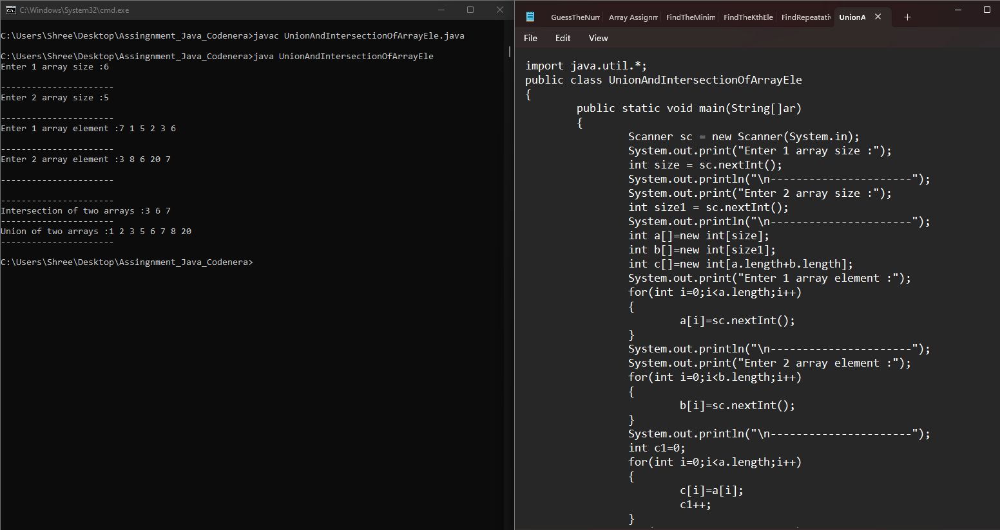 C:\Windows\System32\cmd.exe
C:\Users\Shree\Desktop\Assingnment_Java_Codenera>javac UnionAndIntersectionOfArrayEle.java
C:\Users\Shree\Desktop\Assingnment_Java_Codenera>java UnionAndIntersectionOfArrayEle
Enter 1 array size :6
----------------------
Enter 2 array size :5
----------------------
Enter 1 array element :7 1 5 2 3 6
----------------------
Enter 2 array element :3 8 6 20 7
----------------------
----------------------
Intersection of two arrays :3 6 7
----------------------
Union of two arrays :1 2 3 5 6 7 8 20
----------------------
C:\Users\Shree\Desktop\Assingnment_Java_Codenera>
GuessTheNum Array Assignm FindTheMinim FindTheKthEle FindRepeatati UnionA
File Edit View
import java.util.*;
public class UnionAndIntersectionOfArrayEle
{
public static void main(String[]ar)
{
Scanner sc = new Scanner(System.in);
System.out.print("Enter 1 array size :");
int size = sc.nextInt();
System.out.println("\n----------------------");
System.out.print("Enter 2 array size :");
int size1 = sc.nextInt();
System.out.println("\n----------------------");
int a[]=new int[size];
int b[]=new int[size1];
int c[]=new int[a.length+b.length];
System.out.print("Enter 1 array element :");
for(int i=0;i<a.length;i++)
{
a[i]=sc.nextInt();
}
System.out.println("\n----------------------");
System.out.print("Enter 2 array element :");
for(int i=0;i<b.length;i++)
{
b[i]=sc.nextInt();
}
System.out.println("\n----------------------");
int c1=0;
for(int i=0;i<a.length;i++)
{
c[i]=a[i];
c1++;
}